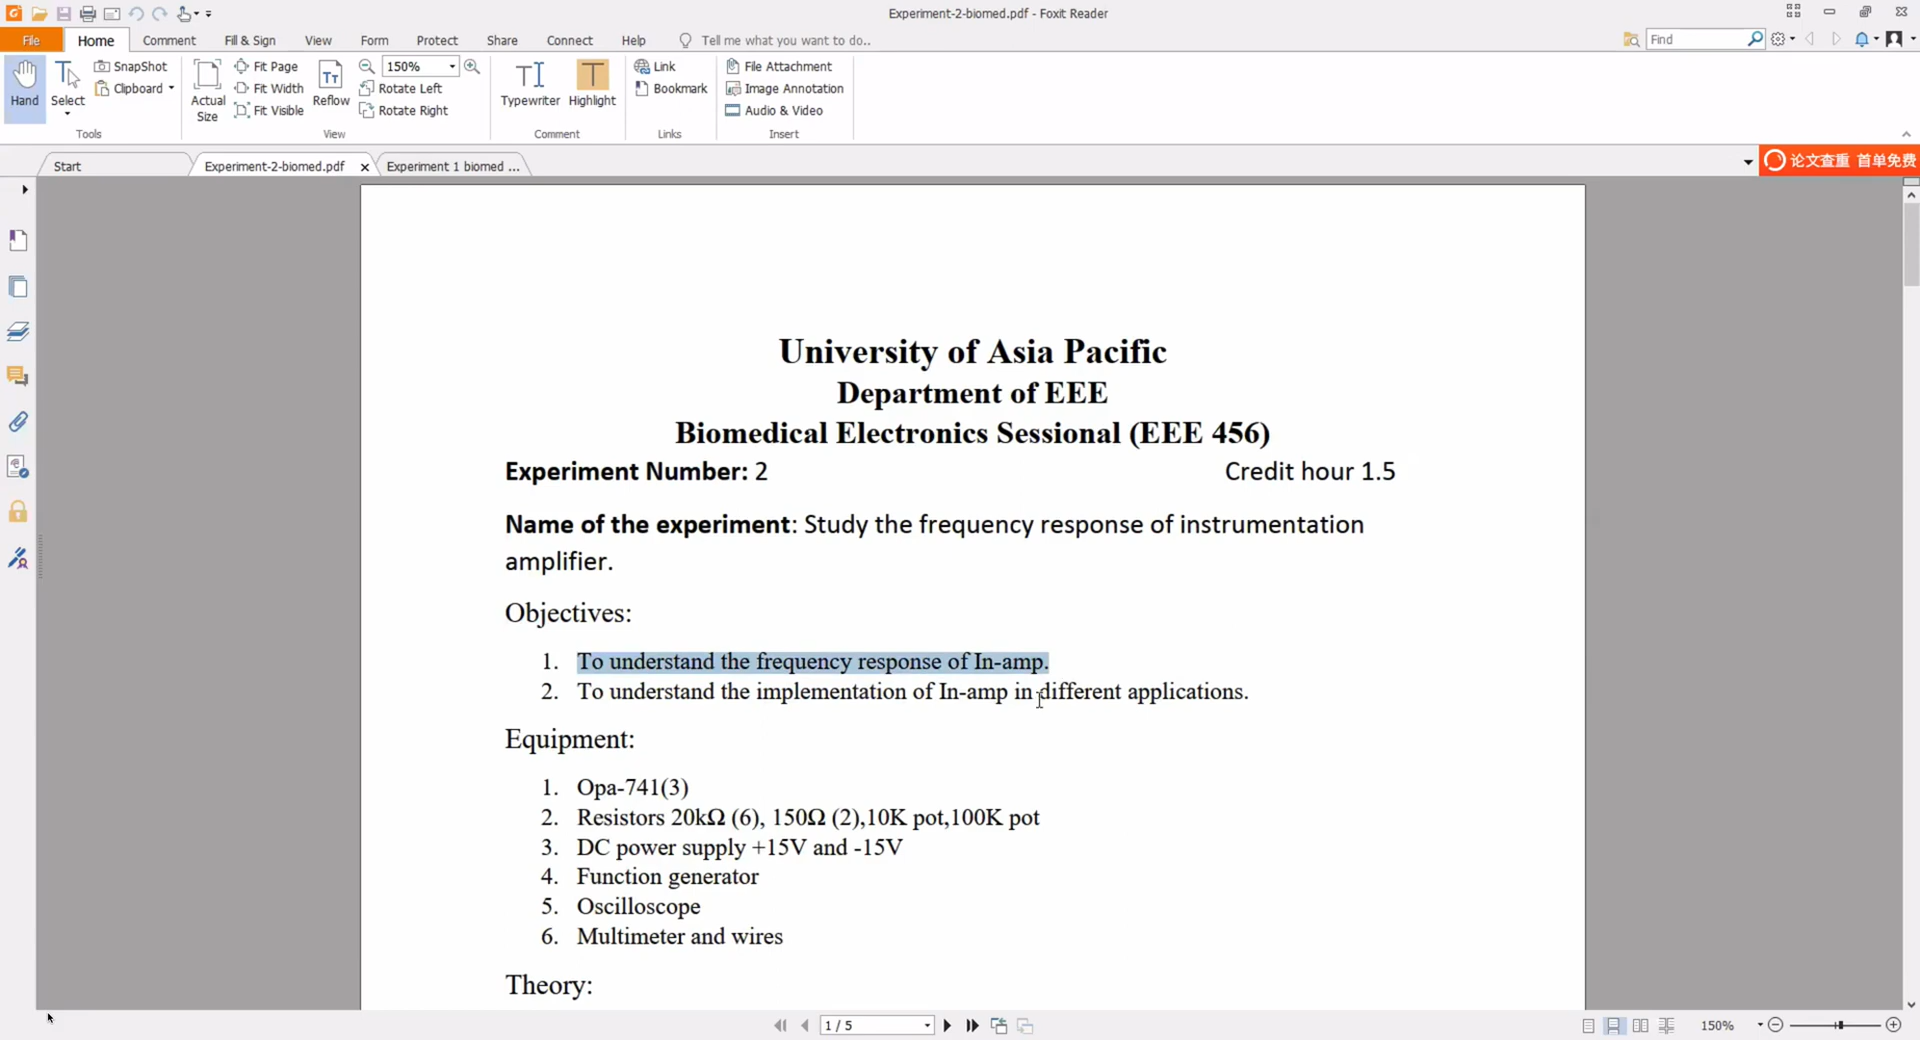 Experiment-2-biomed.pdf - Foxit Reader
File Home Comment Fill & Sign View Form Protect Share Connect Help Tell me what you want to do.. Find
Hand
Select
SnapShot
Clipboard
Tools
Actual
Size
Fit Page
Fit Width
Fit Visible
Reflow
150%
Rotate Left
Rotate Right
View
Typewriter
Highlight
Comment
Link
Bookmark
Links
File Attachment
Image Annotation
Audio & Video
Insert
Start Experiment-2-biomed.pdf Experiment 1 biomed ... 论文查重 首单免费
University of Asia Pacific
Department of EEE
Biomedical Electronics Sessional (EEE 456)
Experiment Number: 2 Credit hour 1.5
Name of the experiment: Study the frequency response of instrumentation
amplifier.
Objectives:
1. To understand the frequency response of In-amp.
2. To understand the implementation of In-amp in different applications.
Equipment:
1. Opa-741(3)
2. Resistors 20kΩ (6), 150Ω (2),10K pot,100K pot
3. DC power supply +15V and -15V
4. Function generator
5. Oscilloscope
6. Multimeter and wires
Theory:
1 / 5 150%